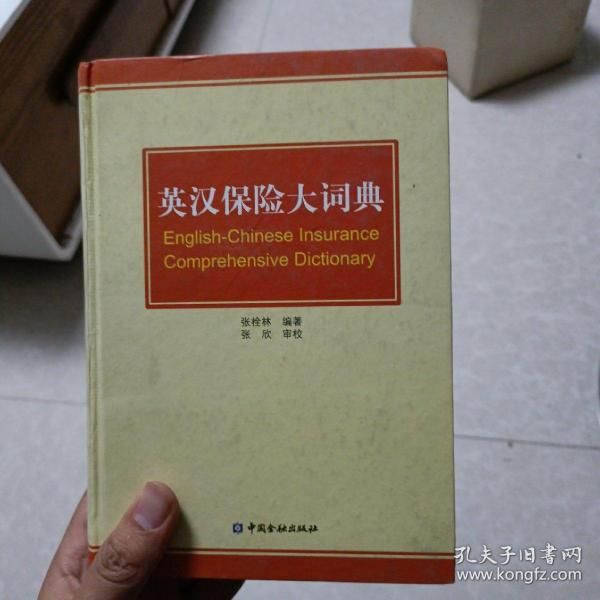 英汉保险大词典
English-Chinese Insurance
Comprehensive Dictionary
张栓林 编著
张欣 审校
中国金融出版社
孔夫子旧书网
www.kongfz.com